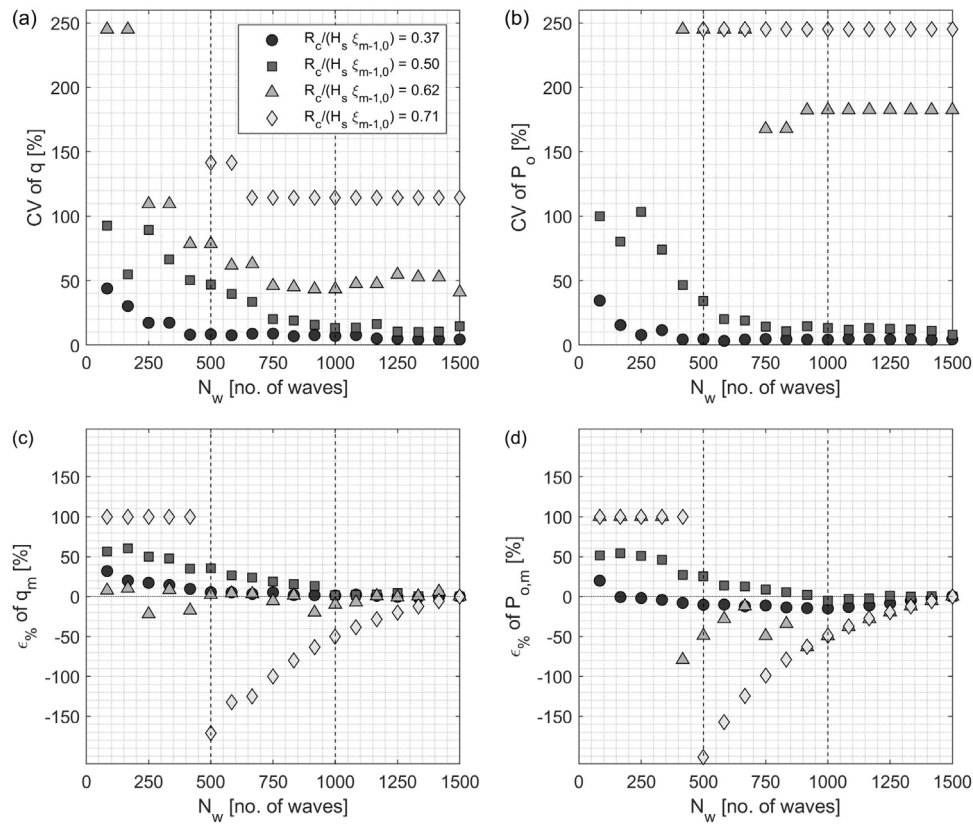 (a)
250
200
150
100
50
0
CV of q [%]
R_c/(H_s ξ_{m-1,0}) = 0.37
R_c/(H_s ξ_{m-1,0}) = 0.50
R_c/(H_s ξ_{m-1,0}) = 0.62
R_c/(H_s ξ_{m-1,0}) = 0.71
0 250 500 750 1000 1250 1500
N_w [no. of waves]
(b)
250
200
150
100
50
0
CV of P_o [%]
0 250 500 750 1000 1250 1500
N_w [no. of waves]
(c)
150
100
50
0
-50
-100
-150
ϵ_% of q_m [%]
0 250 500 750 1000 1250 1500
N_w [no. of waves]
(d)
150
100
50
0
-50
-100
-150
ϵ_% of P_{o,m} [%]
0 250 500 750 1000 1250 1500
N_w [no. of waves]